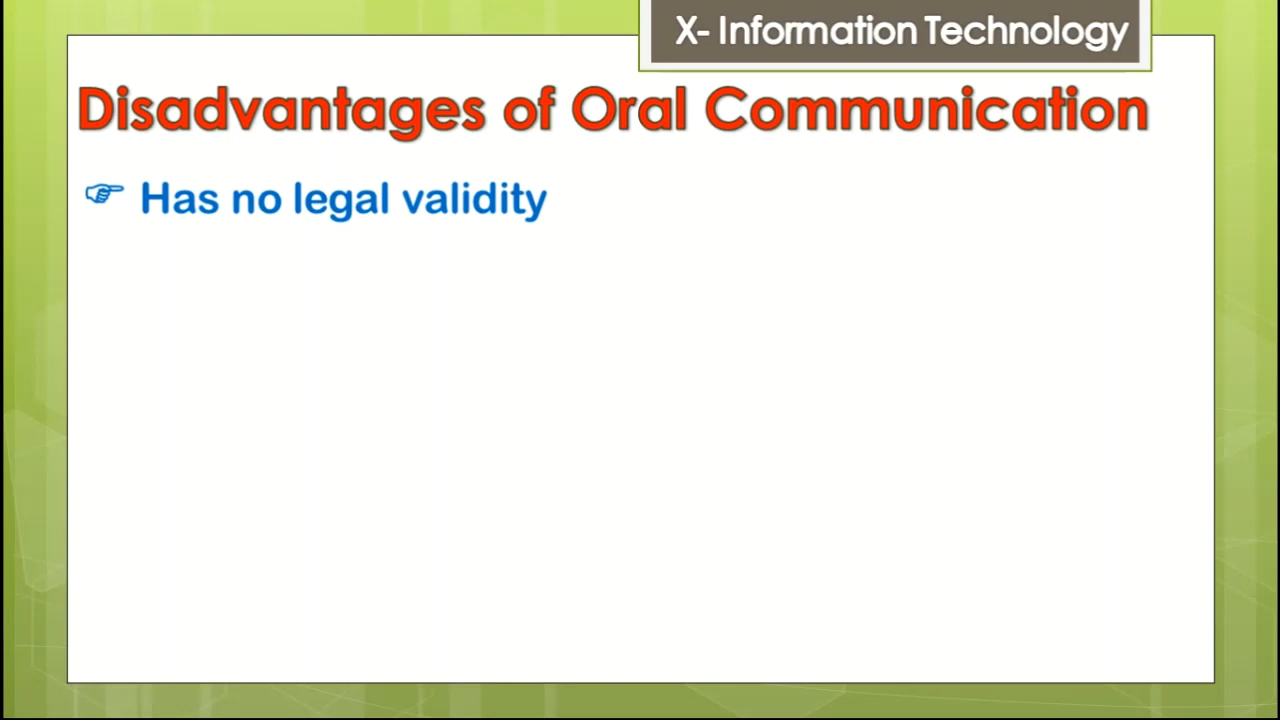 X- Information Technology
Disadvantages of Oral Communication
☞ Has no legal validity